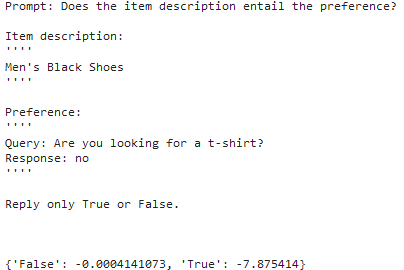 Prompt: Does the item description entail the preference?
Item description:
''''
Men's Black Shoes
''''
Preference:
''''
Query: Are you looking for a t-shirt?
Response: no
''''
Reply only True or False.
{'False': -0.0004141073, 'True': -7.875414}